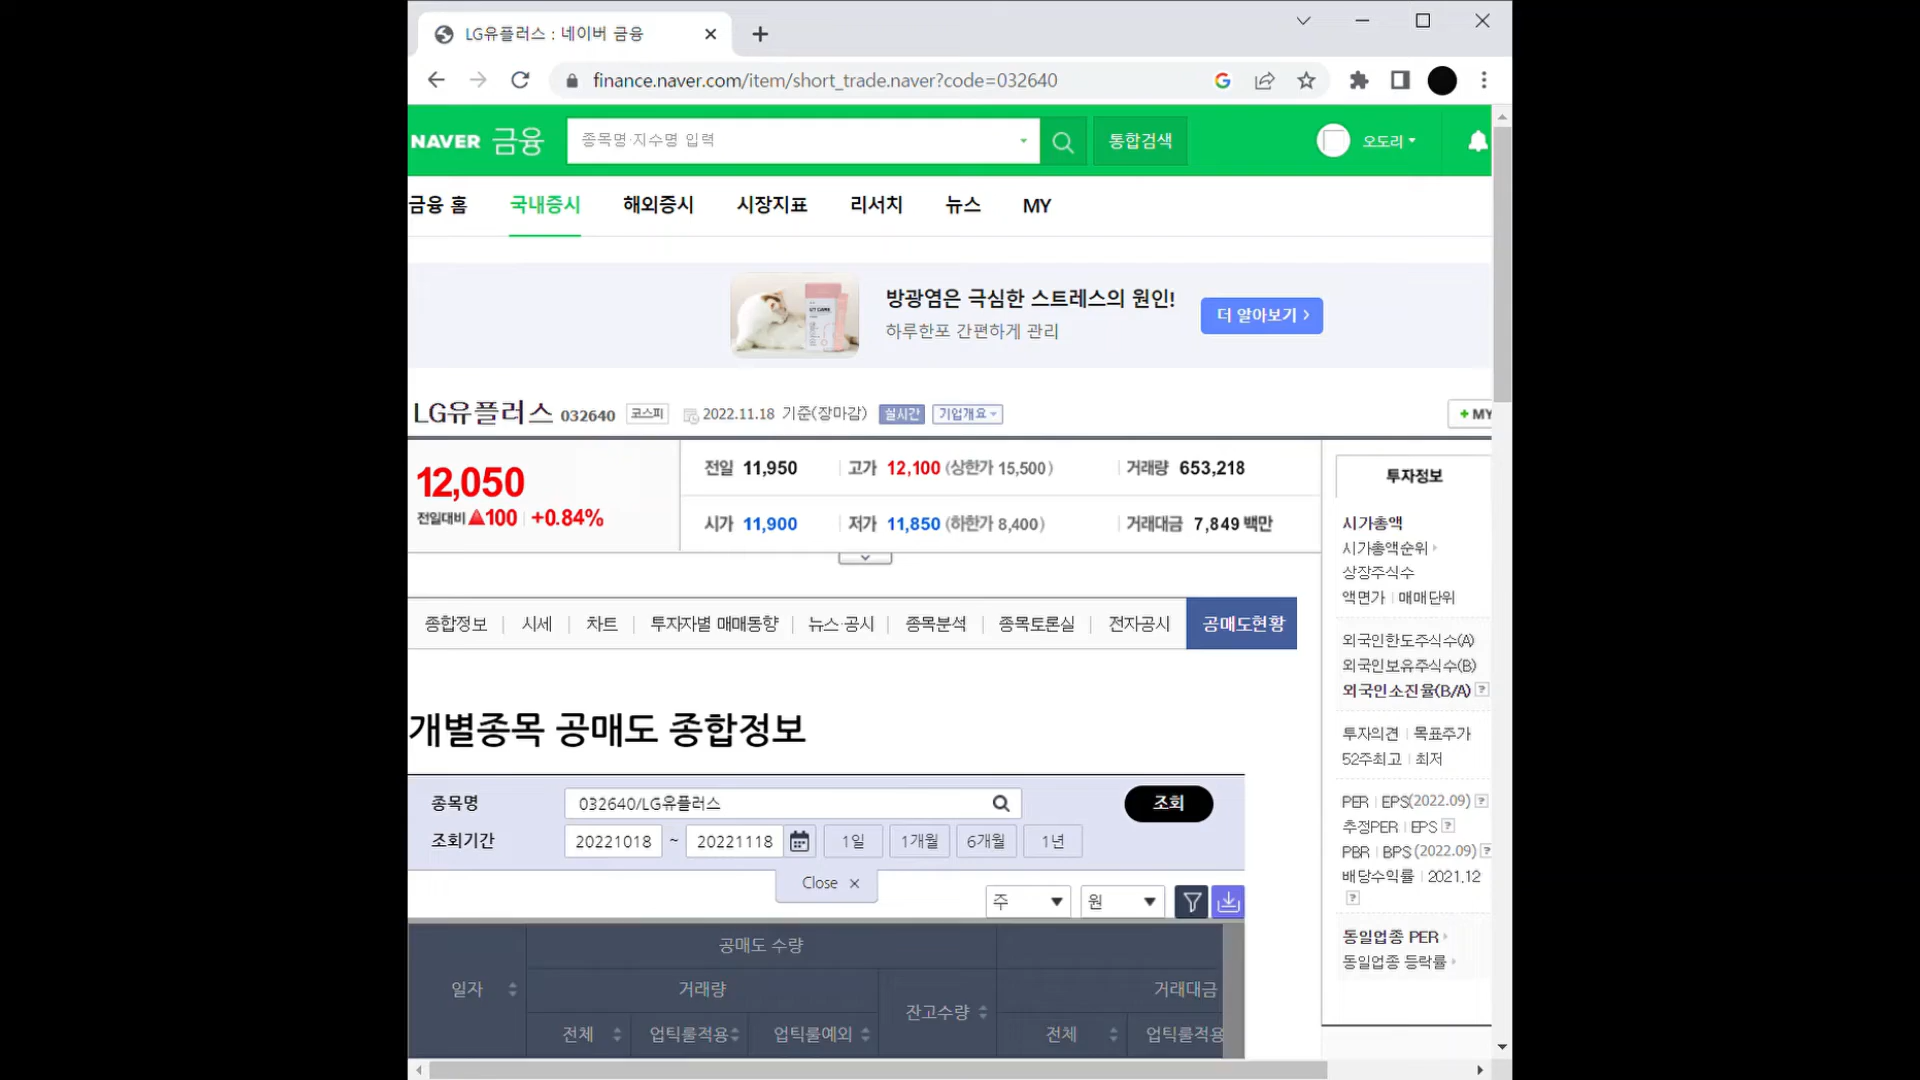 LG유플러스 : 네이버 금융
finance.naver.com/item/short_trade.naver?code=032640
NAVER 금융
종목명·지수명 입력
통합검색
오도리
금융 홈 국내증시 해외증시 시장지표 리서치 뉴스 MY
방광염은 극심한 스트레스의 원인!
하루한포 간편하게 관리
더 알아보기 >
LG유플러스 032640 코스피 2022.11.18 기준(장마감) 실시간 기업개요
+ MY
12,050
전일대비 ▲100 +0.84%
전일 11,950 고가 12,100 (상한가 15,500) 거래량 653,218
시가 11,900 저가 11,850 (하한가 8,400) 거래대금 7,849 백만
투자정보
시가총액
시가총액순위
상장주식수
액면가 | 매매단위
외국인한도주식수(A)
외국인보유주식수(B)
외국인소진율(B/A) ?
투자의견 | 목표주가
52주최고 | 최저
PER | EPS(2022.09) ?
추정PER | EPS ?
PBR | BPS (2022.09) ?
배당수익률 | 2021.12
?
동일업종 PER
동일업종 등락률
종합정보 | 시세 | 차트 | 투자자별 매매동향 | 뉴스·공시 | 종목분석 | 종목토론실 | 전자공시 공매도현황
개별종목 공매도 종합정보
종목명 032640/LG유플러스 조회
조회기간 20221018 ~ 20221118 1일 1개월 6개월 1년
Close ×
주 원
공매도 수량
일자 거래량 잔고수량 거래대금
전체 업틱룰적용 업틱룰예외 전체 업틱룰적용